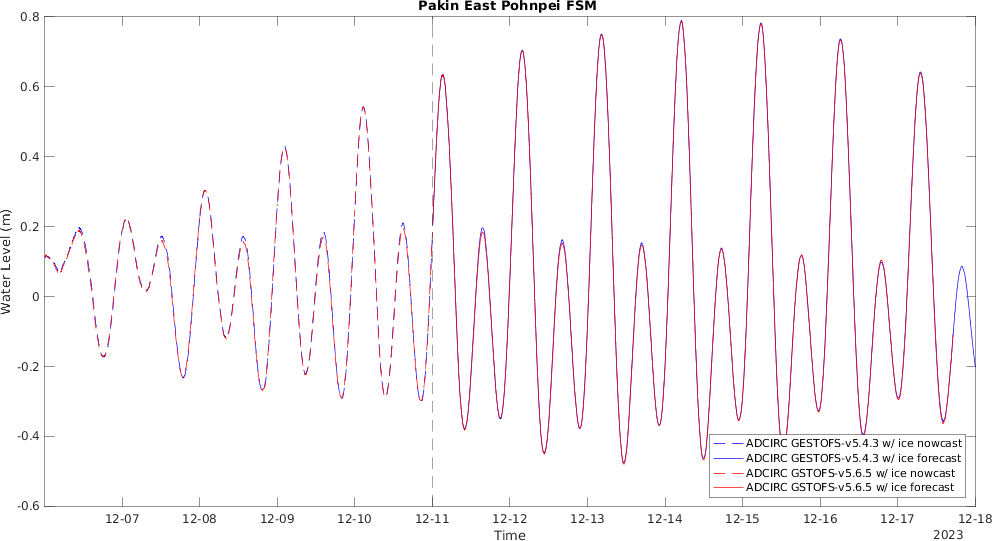 Pakin East Pohnpei FSM
Water Level (m)
0.8
0.6
0.4
0.2
0
-0.2
-0.4
-0.6
ADCIRC GESTOFS-v5.4.3 w/ ice nowcast
ADCIRC GESTOFS-v5.4.3 w/ ice forecast
ADCIRC GSTOFS-v5.6.5 w/ ice nowcast
ADCIRC GSTOFS-v5.6.5 w/ ice forecast
12-07 12-08 12-09 12-10 12-11 12-12 12-13 12-14 12-15 12-16 12-17 12-18
Time
2023